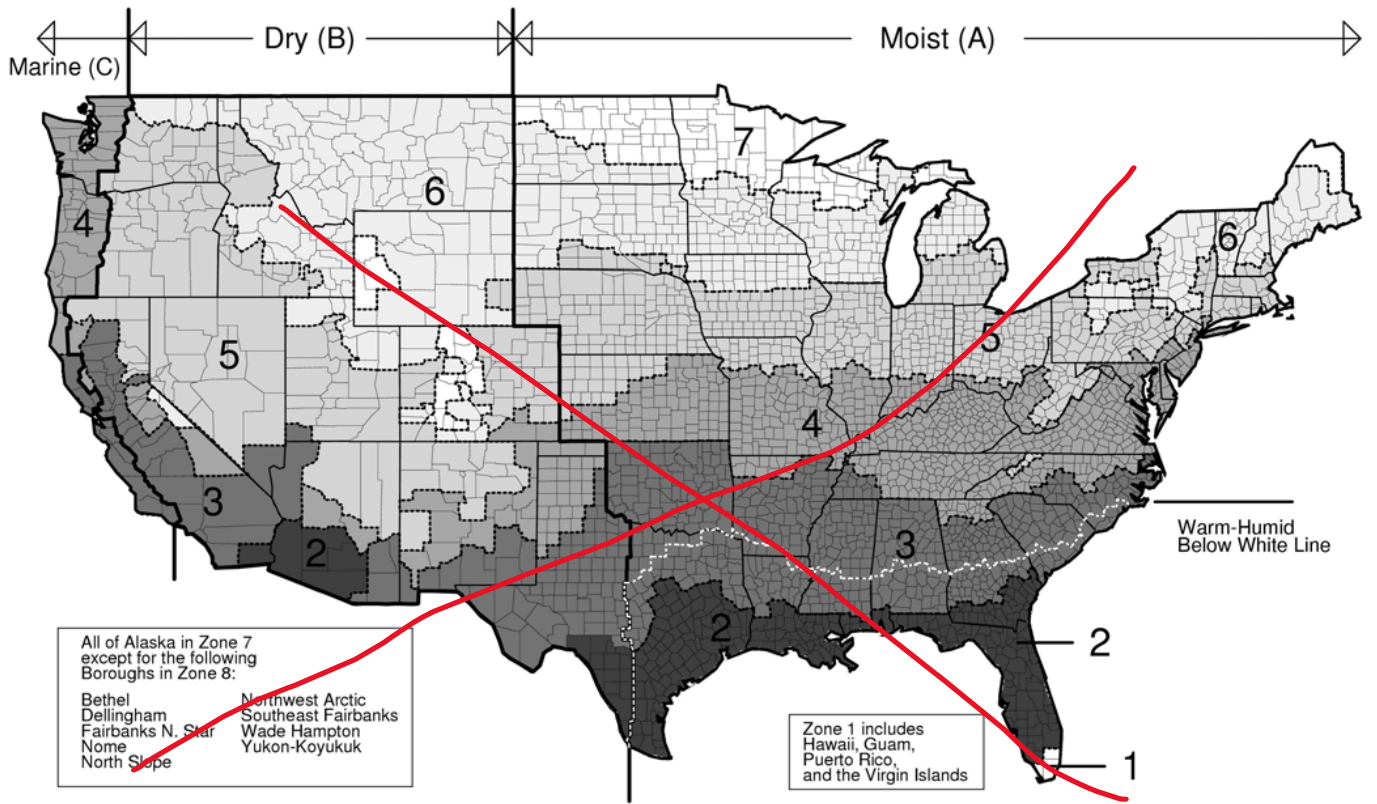 Marine (C)
Dry (B)
Moist (A)
7
6
4
6
5
5
4
3
3
2
2
Warm-Humid
Below White Line
2
1
All of Alaska in Zone 7
except for the following
Boroughs in Zone 8:
Bethel
Dellingham
Fairbanks N. Star
Nome
North Slope
Northwest Arctic
Southeast Fairbanks
Wade Hampton
Yukon-Koyukuk
Zone 1 includes
Hawaii, Guam,
Puerto Rico,
and the Virgin Islands